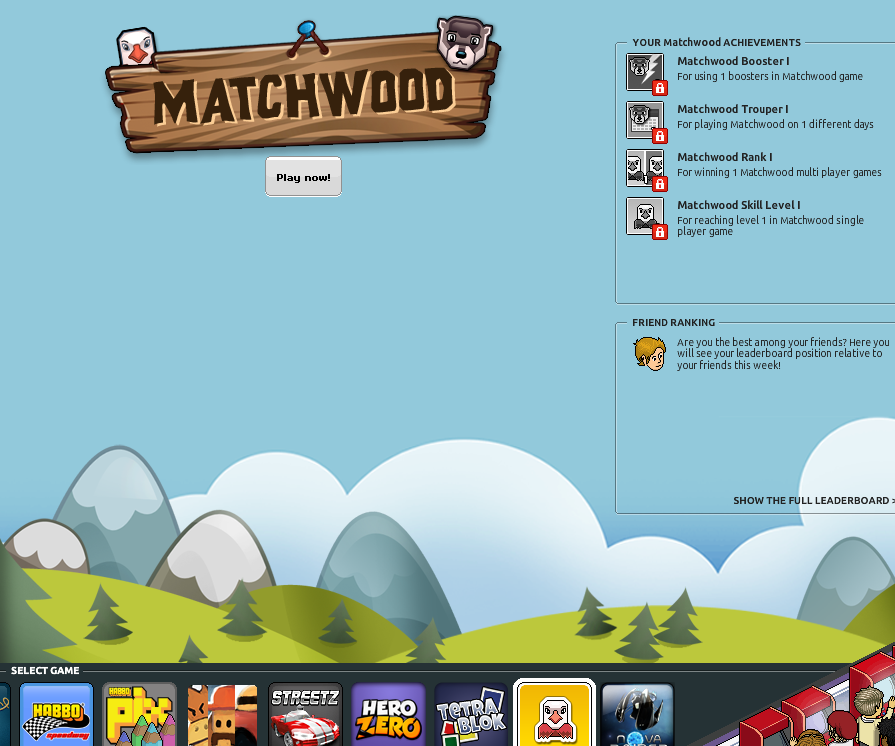 MATCHWOOD
Play now!
YOUR Matchwood ACHIEVEMENTS
Matchwood Booster I
For using 1 boosters in Matchwood game
Matchwood Trouper I
For playing Matchwood on 1 different days
Matchwood Rank I
For winning 1 Matchwood multi player games
Matchwood Skill Level I
For reaching level 1 in Matchwood single
player game
FRIEND RANKING
Are you the best among your friends? Here you
will see your leaderboard position relative to
your friends this week!
SHOW THE FULL LEADERBOARD >
SELECT GAME
HABBO
speedway
HABBO
pix
STREETZ
HERO
ZERO
TETRA
BLOK
NOVA